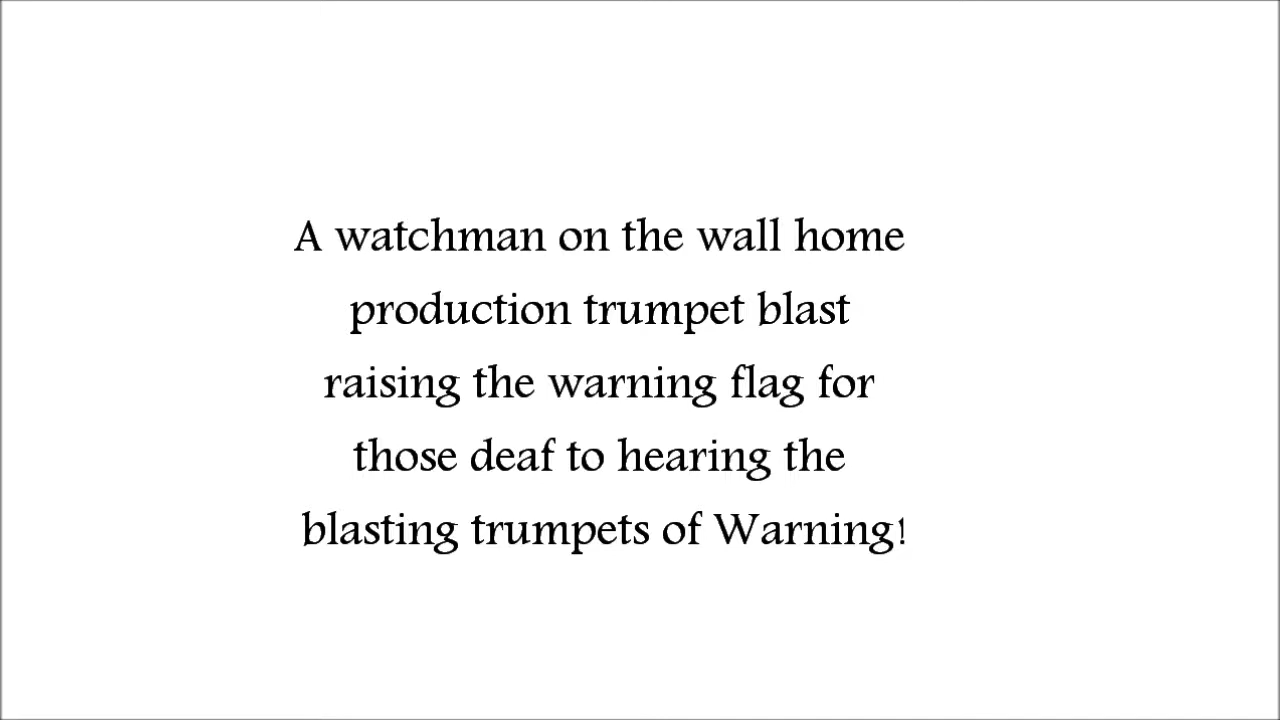 A watchman on the wall home
production trumpet blast
raising the warning flag for
those deaf to hearing the
blasting trumpets of Warning!